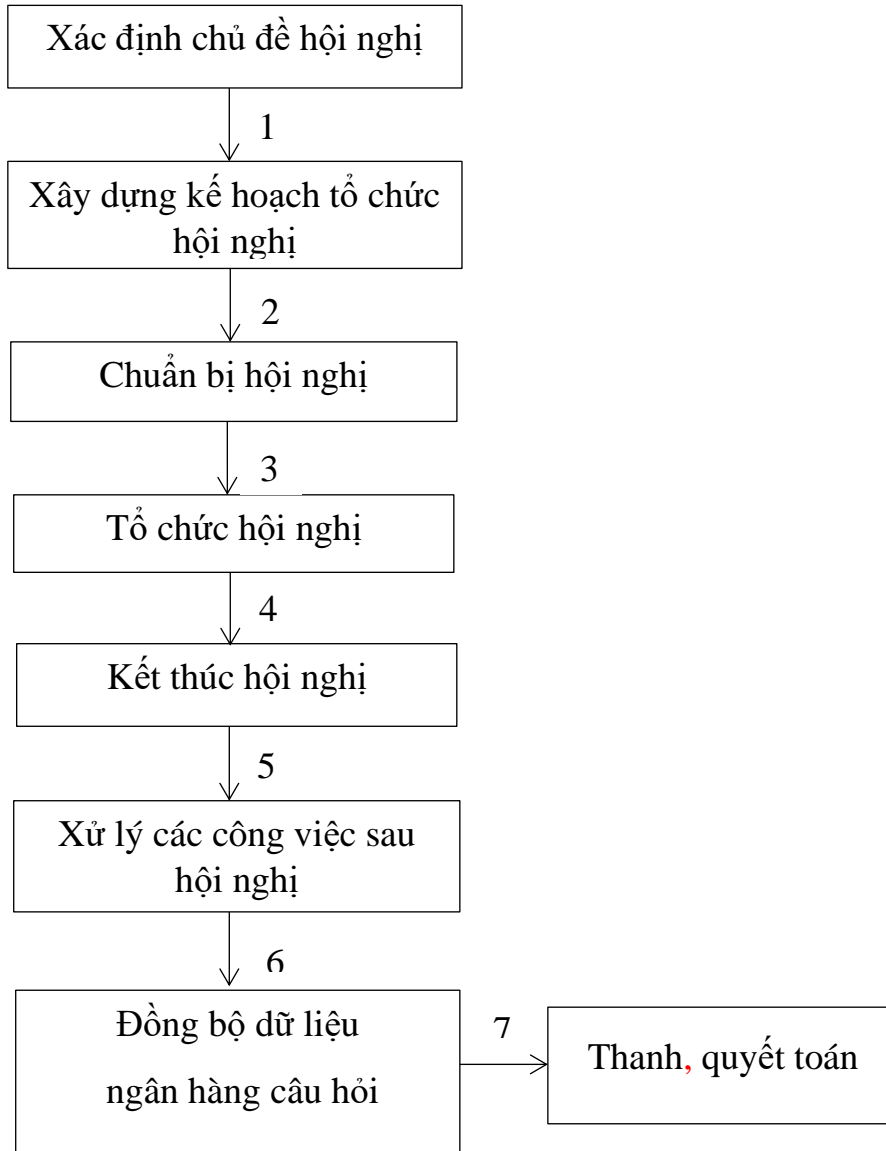 Xác định chủ đề hội nghị
1
Xây dựng kế hoạch tổ chức
hội nghị
2
Chuẩn bị hội nghị
3
Tổ chức hội nghị
4
Kết thúc hội nghị
5
Xử lý các công việc sau
hội nghị
6
Đồng bộ dữ liệu
ngân hàng câu hỏi
7
Thanh, quyết toán